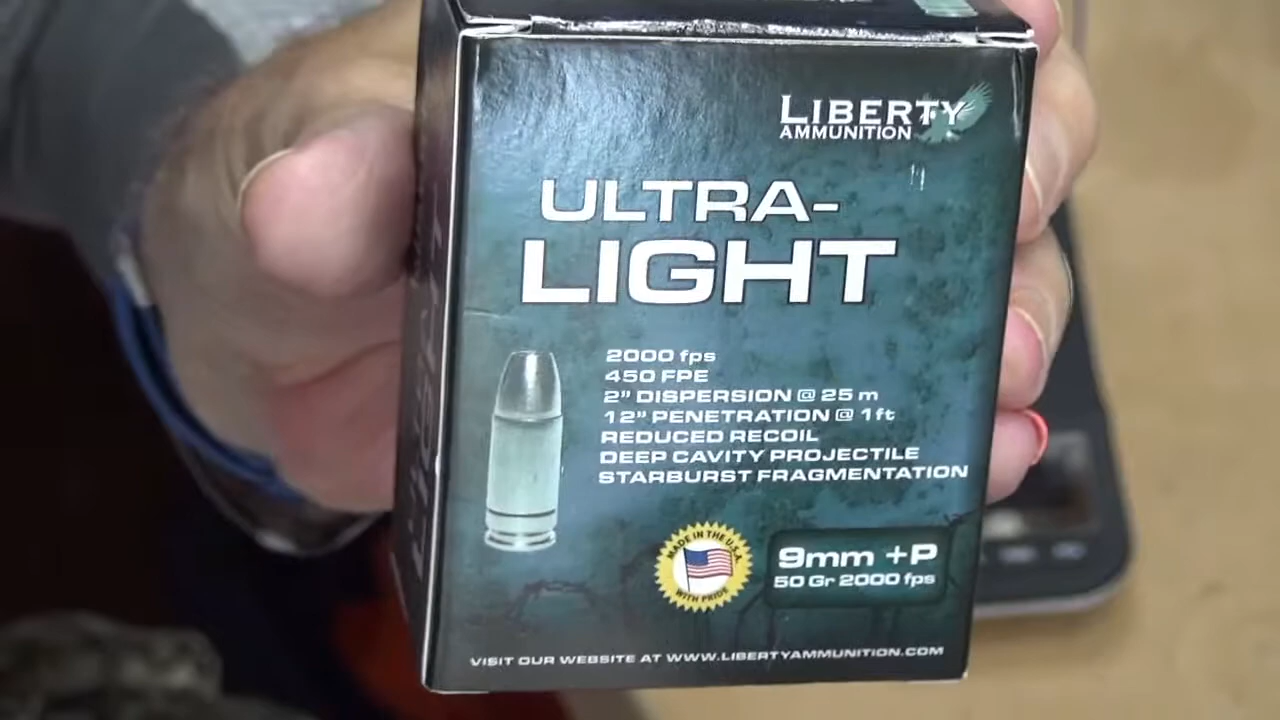 LIBERTY
AMMUNITION
ULTRA-
LIGHT
2000 fps
450 FPE
2" DISPERSION @ 25 m
12" PENETRATION @ 1 ft
REDUCED RECOIL
DEEP CAVITY PROJECTILE
STARBURST FRAGMENTATION
MADE IN THE U.S.A.
WITH PRIDE
9mm +P
50 Gr 2000 fps
VISIT OUR WEBSITE AT WWW.LIBERTYAMMUNITION.COM